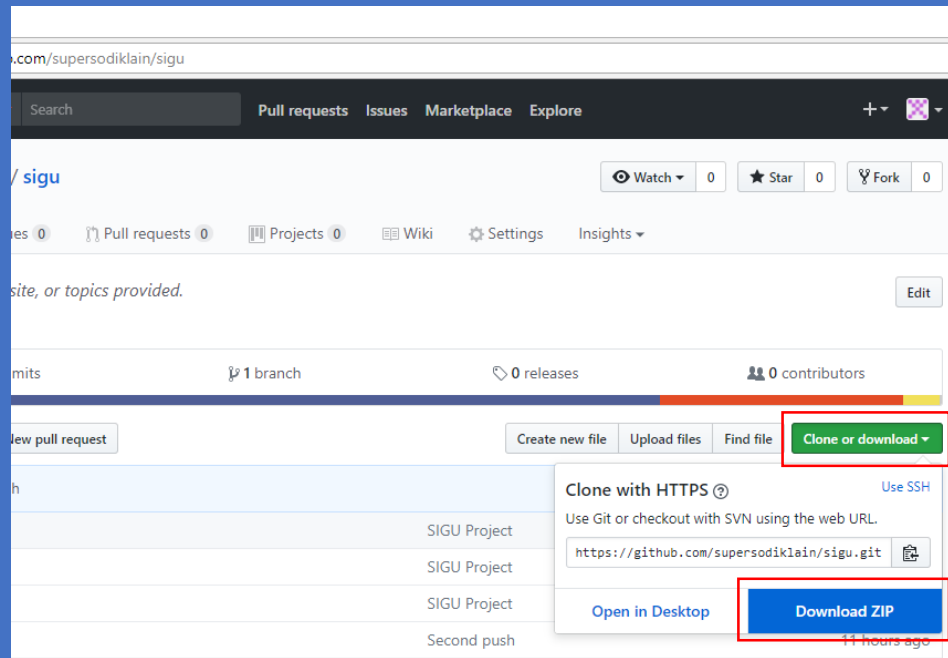 .com/supersodiklain/sigu
Search Pull requests Issues Marketplace Explore
/ sigu Watch 0 Star 0 Fork 0
ues 0 Pull requests 0 Projects 0 Wiki Settings Insights
site, or topics provided. Edit
mits 1 branch 0 releases 0 contributors
New pull request Create new file Upload files Find file Clone or download
h
Clone with HTTPS Use SSH
Use Git or checkout with SVN using the web URL.
SIGU Project
https://github.com/supersodiklain/sigu.git
SIGU Project
SIGU Project
Open in Desktop Download ZIP
Second push 11 hours ago